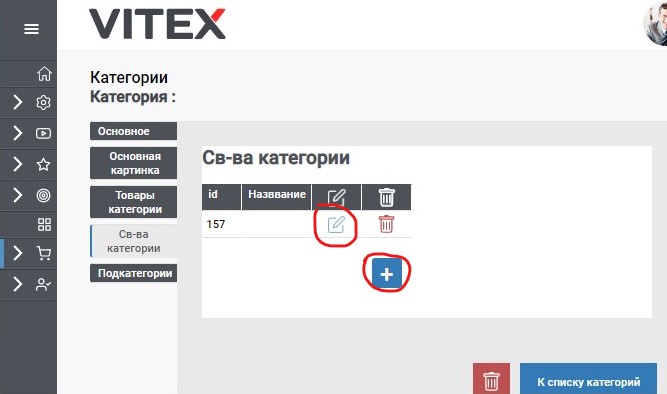 VITEX
Категории
Категория :
Основное
Основная
картинка
Товары
категории
Св-ва
категории
Подкатегории
Св-ва категории
id Назввание
157
К списку категорий